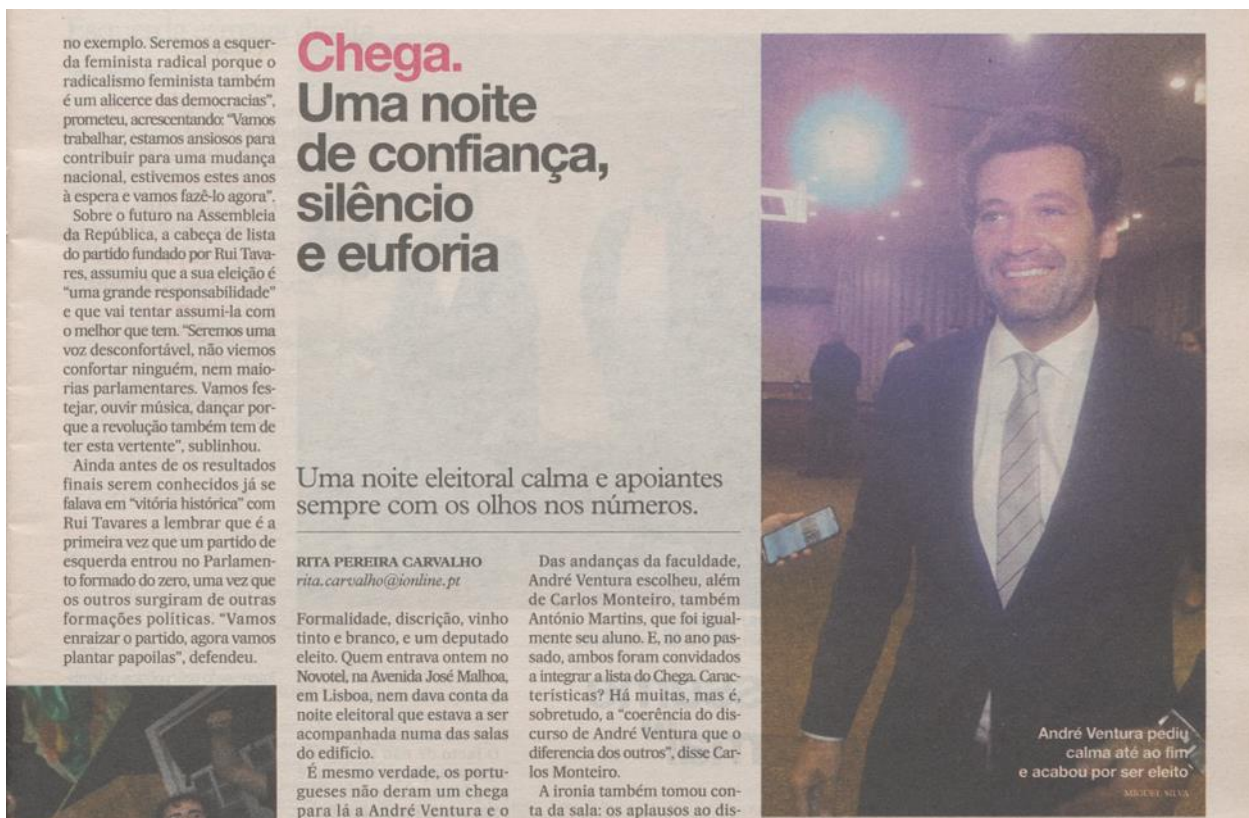 no exemplo. Seremos a esquer-
da feminista radical porque o
radicalismo feminista também
é um alicerce das democracias",
prometeu, acrescentando: "Vamos
trabalhar, estamos ansiosos para
contribuir para uma mudança
nacional, estivemos estes anos
à espera e vamos fazê-lo agora".
Sobre o futuro na Assembleia
da República, a cabeça de lista
do partido fundado por Rui Tava-
res, assumiu que a sua eleição é
"uma grande responsabilidade"
e que vai tentar assumi-la com
o melhor que tem. "Seremos uma
voz desconfortável, não viemos
confortar ninguém, nem maio-
rias parlamentares. Vamos fes-
tejar, ouvir música, dançar por-
que a revolução também tem de
ter esta vertente", sublinhou.
Ainda antes de os resultados
finais serem conhecidos já se
falava em "vitória histórica" com
Rui Tavares a lembrar que é a
primeira vez que um partido de
esquerda entrou no Parlamen-
to formado do zero, uma vez que
os outros surgiram de outras
formações políticas. "Vamos
enraizar o partido, agora vamos
plantar papoilas", defendeu.
Chega.
Uma noite
de confiança,
silêncio
e euforia
Uma noite eleitoral calma e apoiantes
sempre com os olhos nos números.
RITA PEREIRA CARVALHO
rita.carvalho@ionline.pt
Formalidade, discrição, vinho
tinto e branco, e um deputado
eleito. Quem entrava ontem no
Novotel, na Avenida José Malhoa,
em Lisboa, nem dava conta da
noite eleitoral que estava a ser
acompanhada numa das salas
do edifício.
É mesmo verdade, os portu-
gueses não deram um chega
para lá a André Ventura e o
Das andanças da faculdade,
André Ventura escolheu, além
de Carlos Monteiro, também
António Martins, que foi igual-
mente seu aluno. E, no ano pas-
sado, ambos foram convidados
a integrar a lista do Chega. Carac-
terísticas? Há muitas, mas é,
sobretudo, a "coerência do dis-
curso de André Ventura que o
diferencia dos outros", disse Car-
los Monteiro.
A ironia também tomou con-
ta da sala: os aplausos ao dis-
André Ventura pediu
calma até ao fim
e acabou por ser eleito
MIGUEL SILVA